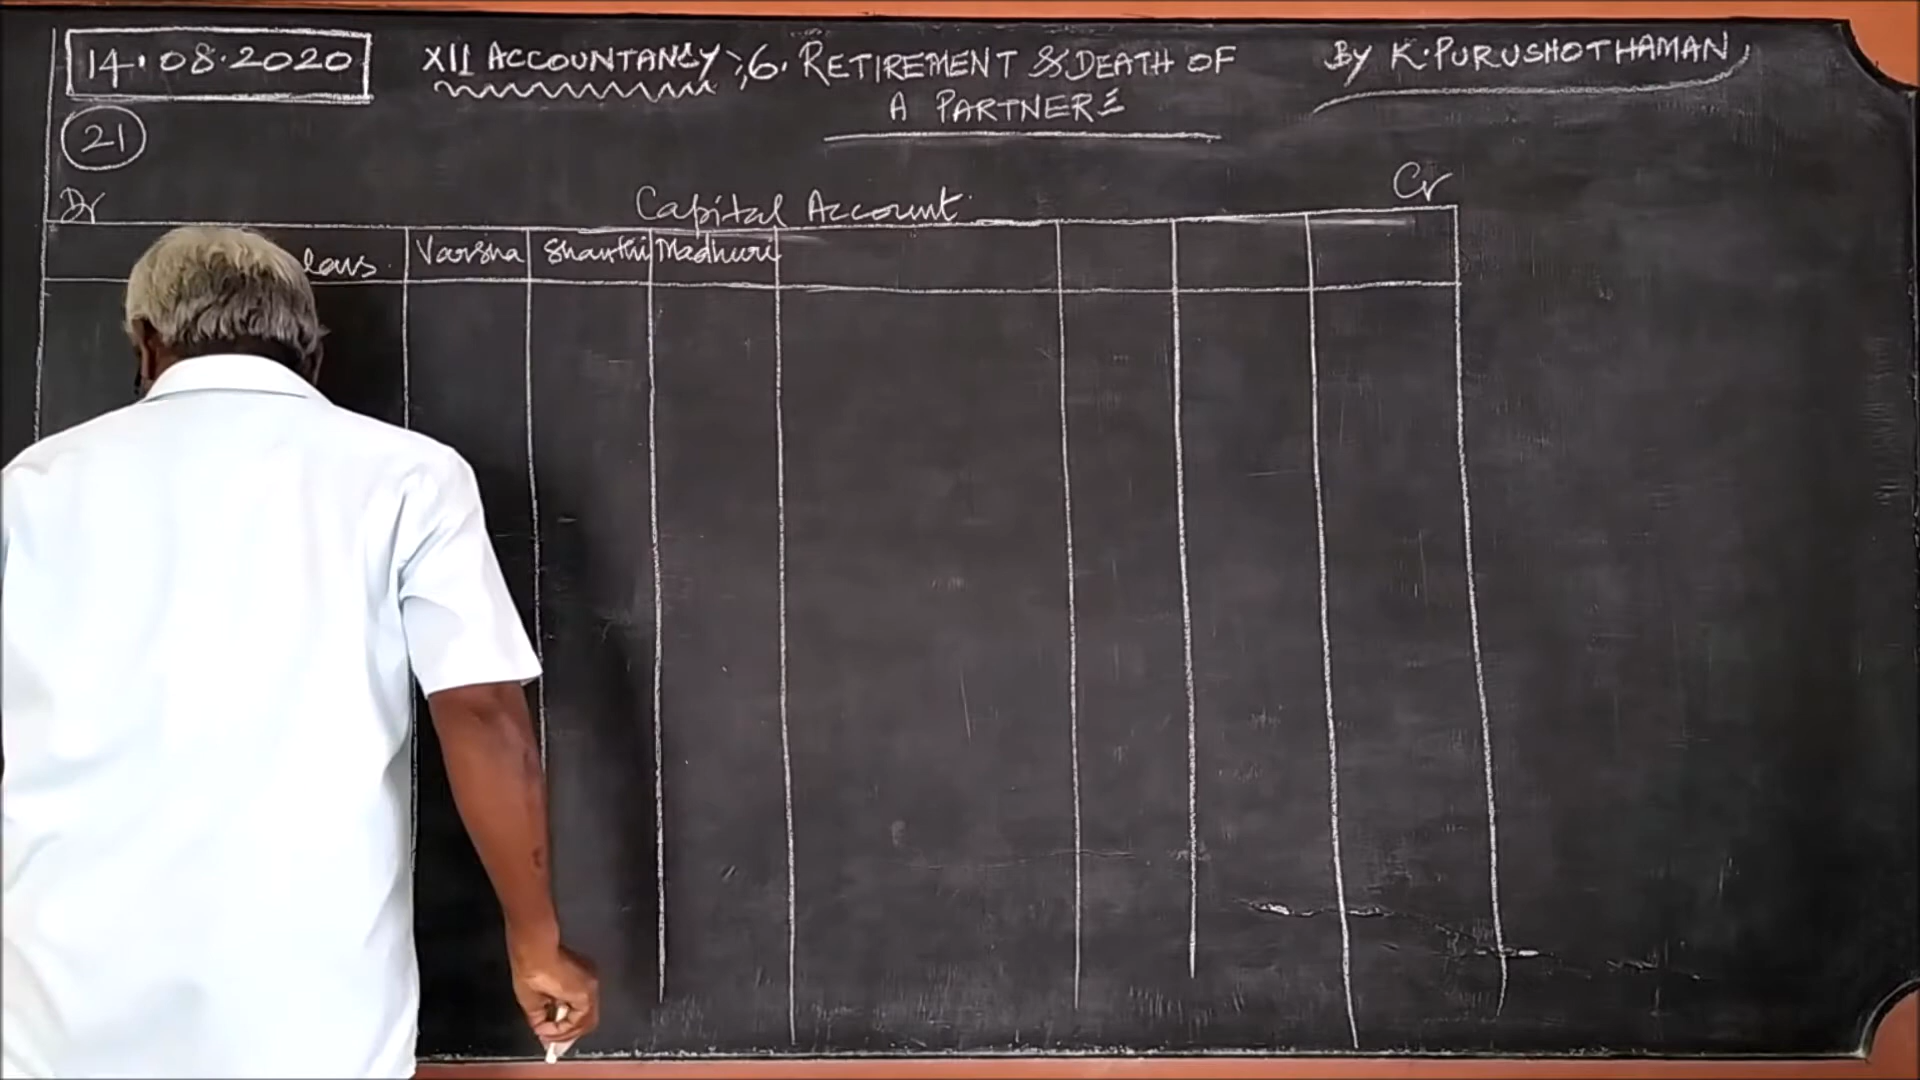 14.08.2020 XII ACCOUNTANCY :, 6. RETIREMENT & DEATH OF By K.PURUSHOTHAMAN
A PARTNER
21
Dr Capital Account Cr
Varsha Shanthi Madhuri